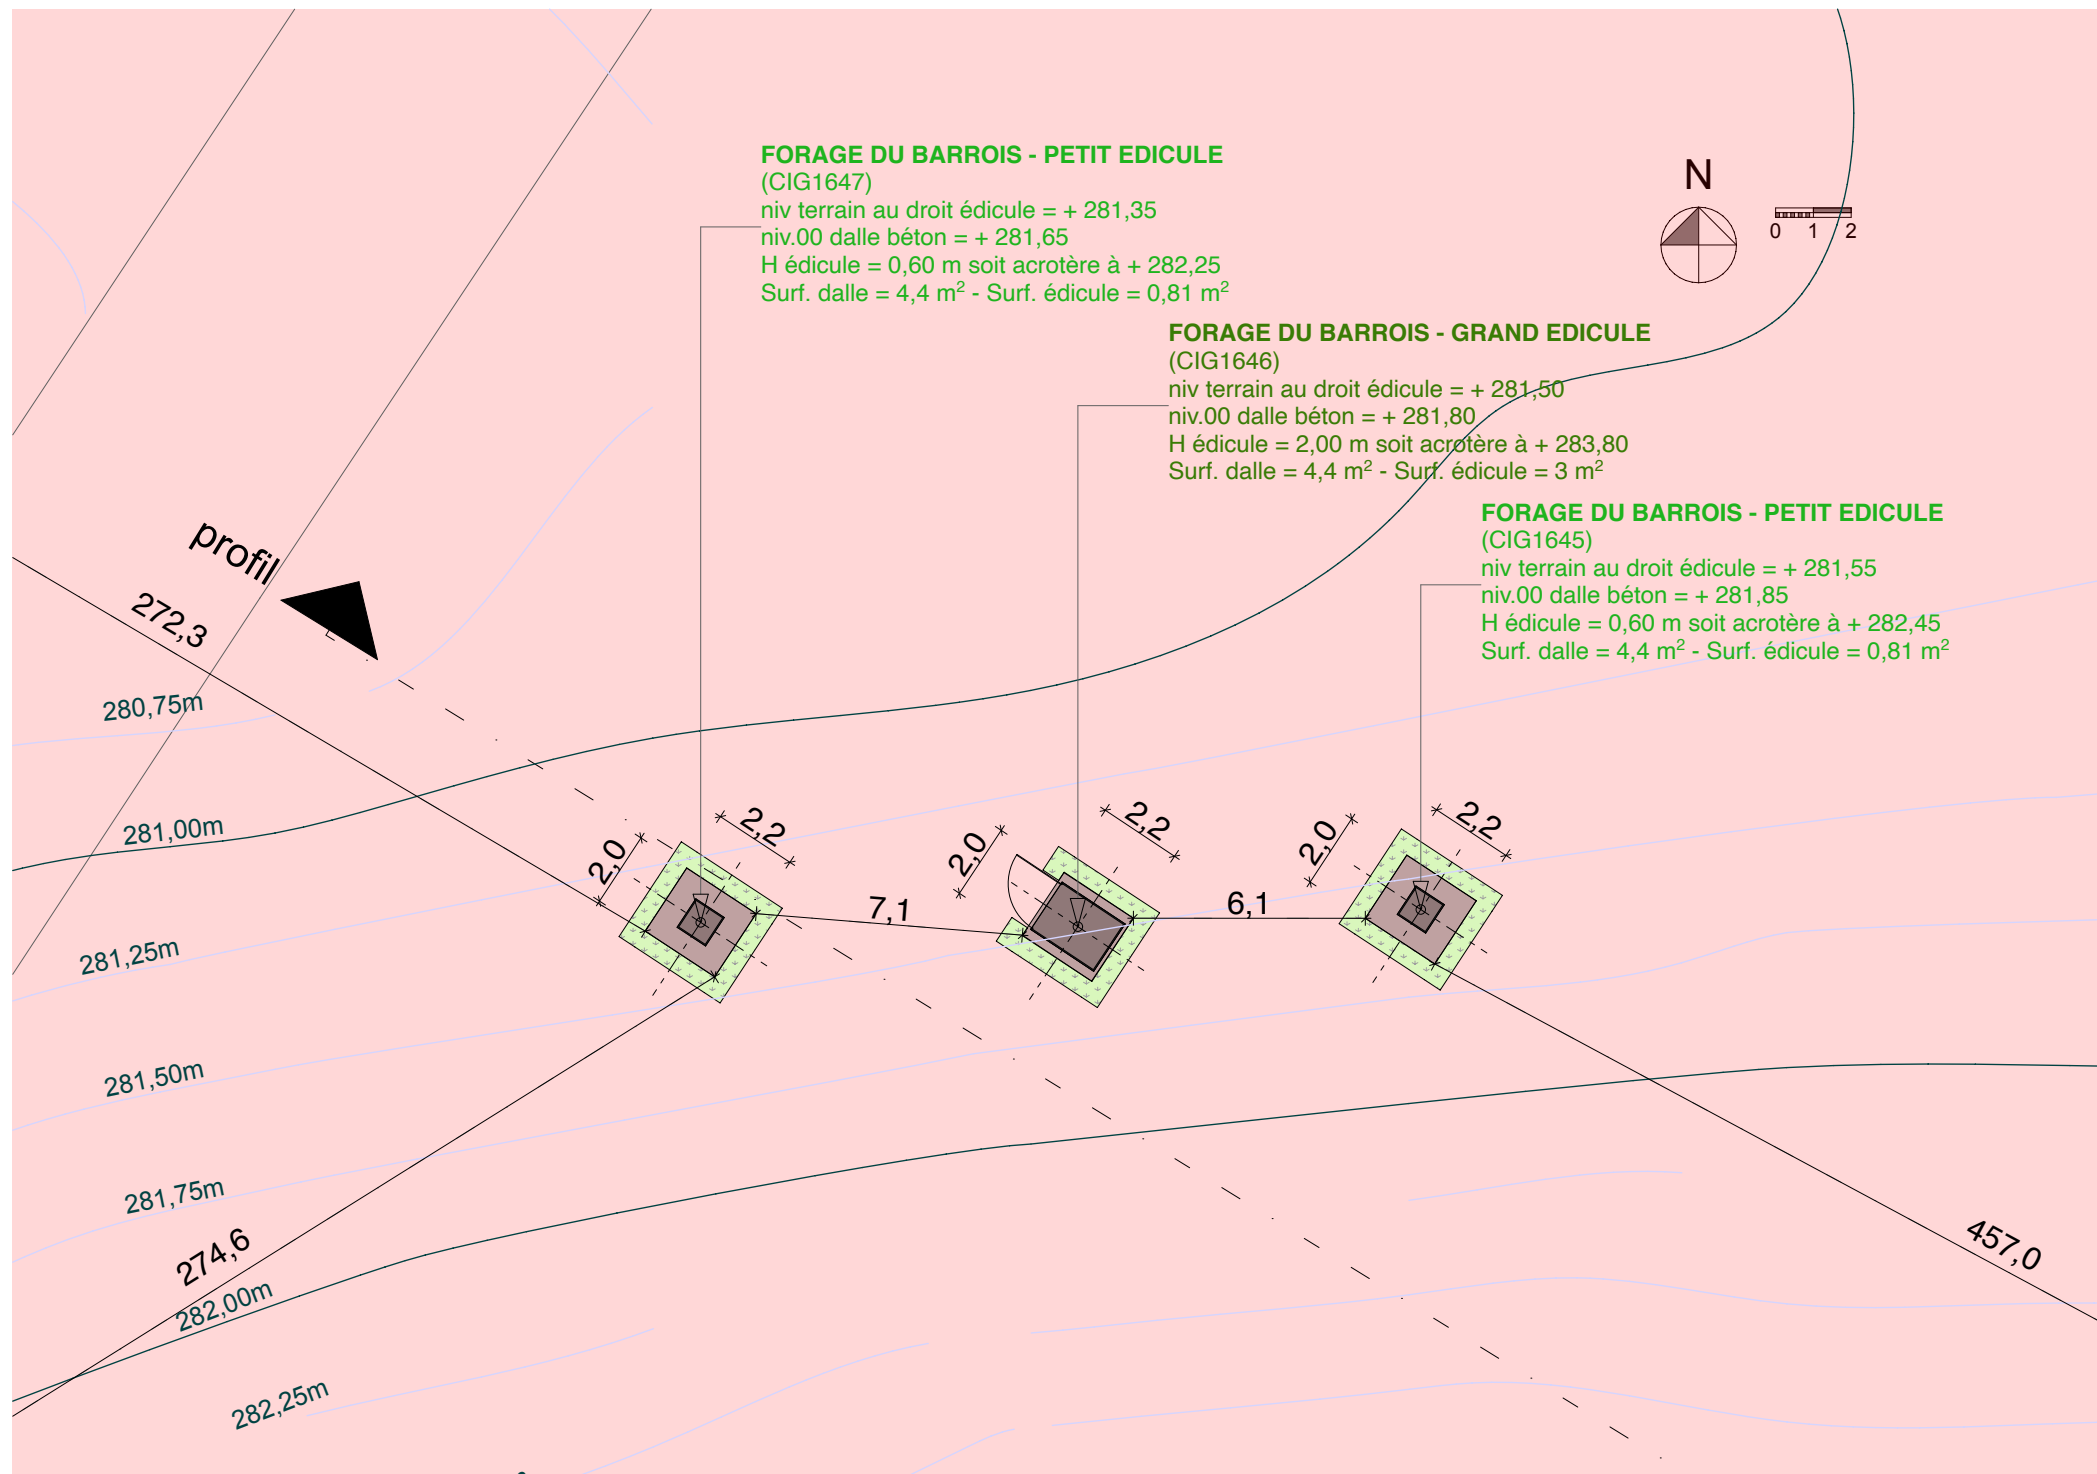 FORAGE DU BARROIS - PETIT EDICULE
(CIG1647)
niv terrain au droit édicule = + 281,35
niv.00 dalle béton = + 281,65
H édicule = 0,60 m soit acrotère à + 282,25
Surf. dalle = 4,4 m² - Surf. édicule = 0,81 m²
N
0 1 2
FORAGE DU BARROIS - GRAND EDICULE
(CIG1646)
niv terrain au droit édicule = + 281,50
niv.00 dalle béton = + 281,80
H édicule = 2,00 m soit acrotère à + 283,80
Surf. dalle = 4,4 m² - Surf. édicule = 3 m²
FORAGE DU BARROIS - PETIT EDICULE
(CIG1645)
niv terrain au droit édicule = + 281,55
niv.00 dalle béton = + 281,85
H édicule = 0,60 m soit acrotère à + 282,45
Surf. dalle = 4,4 m² - Surf. édicule = 0,81 m²
profil
272,3
280,75m
281,00m
2,0
2,2
2,0
2,2
2,0
2,2
7,1
6,1
281,25m
281,50m
281,75m
274,6
282,00m
457,0
282,25m